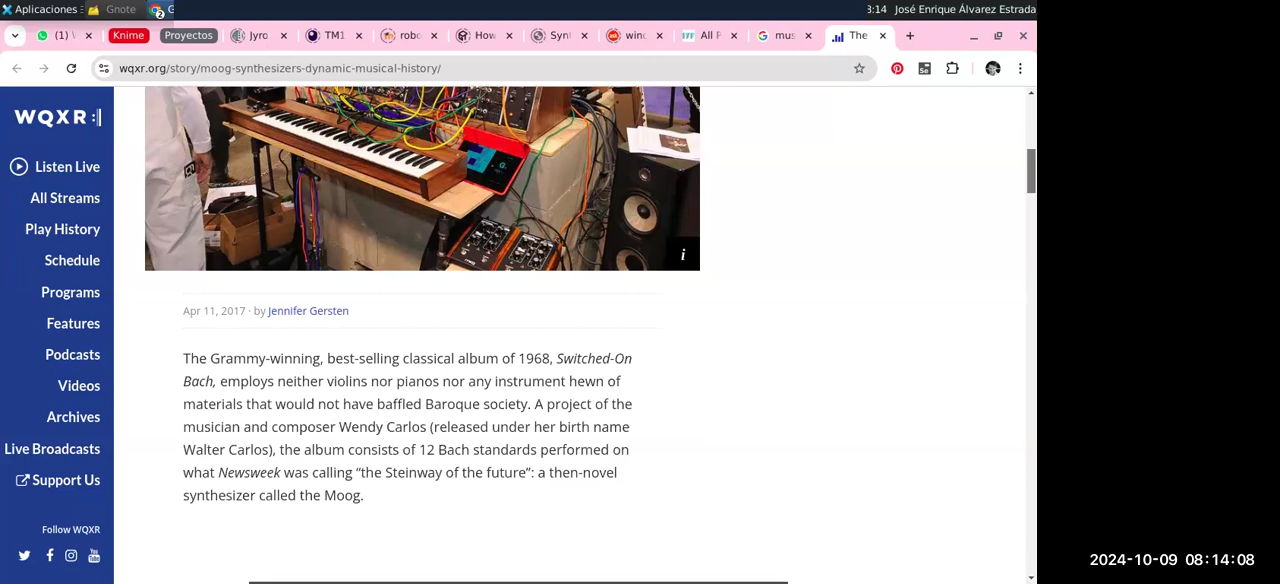 Aplicaciones
Gnote
2
G
3:14 José Enrique Álvarez Estrada
(1)
Knime
Proyectos
Jyro
TM1
robo
How
Synt
wind
All F
mus
The
wqxr.org/story/moog-synthesizers-dynamic-musical-history/
Se
WQXR
Listen Live
All Streams
Play History
Schedule
Programs
Features
Podcasts
Videos
Archives
Live Broadcasts
Support Us
Follow WQXR
You
Tube
i
Apr 11, 2017 · by Jennifer Gersten
The Grammy-winning, best-selling classical album of 1968, Switched-On
Bach, employs neither violins nor pianos nor any instrument hewn of
materials that would not have baffled Baroque society. A project of the
musician and composer Wendy Carlos (released under her birth name
Walter Carlos), the album consists of 12 Bach standards performed on
what Newsweek was calling “the Steinway of the future”: a then-novel
synthesizer called the Moog.
2024-10-09 08:14:08